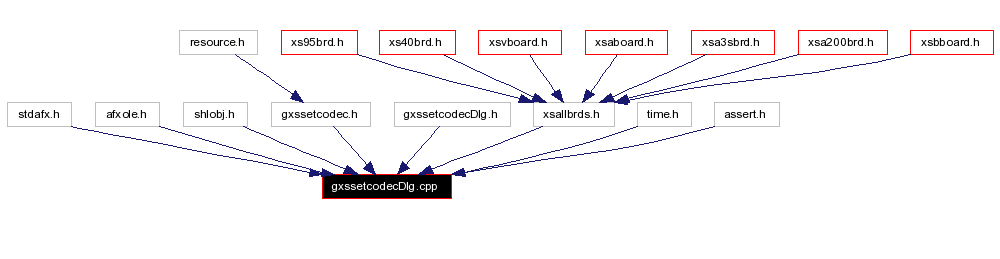 resource.h
xs95brd.h
xs40brd.h
xsvboard.h
xsaboard.h
xsa3sbrd.h
xsa200brd.h
xsbboard.h
stdafx.h
afxole.h
shlobj.h
gxssetcodec.h
gxssetcodecDlg.h
xsallbrds.h
time.h
assert.h
gxssetcodecDlg.cpp